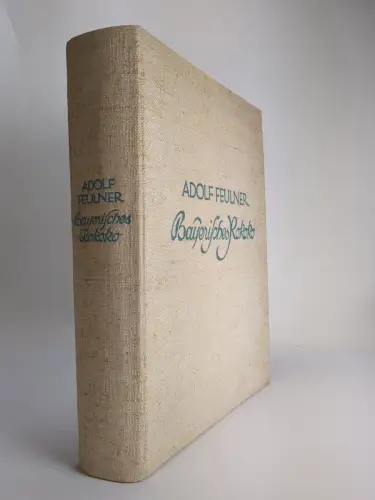 ADOLF
FEULNER
Bayerisches
Rokoko
ADOLF FEULNER
Bayerisches Rokoko